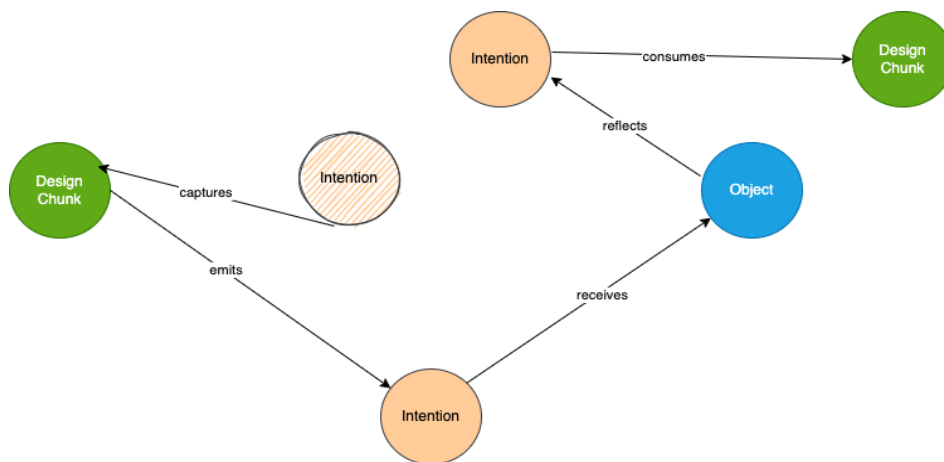 Intention
consumes
Design
Chunk
reflects
Intention
Design
Chunk
captures
Object
emits
receives
Intention